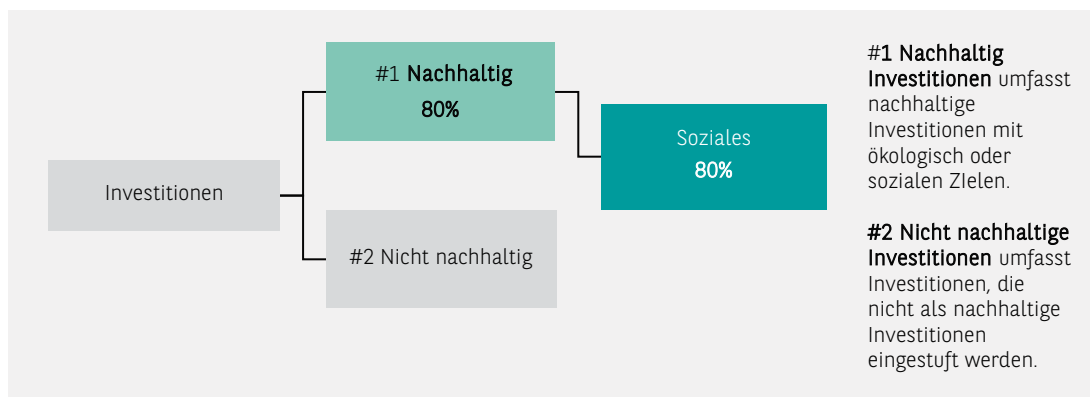 Investitionen
#1 Nachhaltig
80%
#2 Nicht nachhaltig
Soziales
80%
#1 Nachhaltig
Investitionen umfasst
nachhaltige
Investitionen mit
ökologisch oder
sozialen ZIelen.
#2 Nicht nachhaltige
Investitionen umfasst
Investitionen, die
nicht als nachhaltige
Investitionen
eingestuft werden.